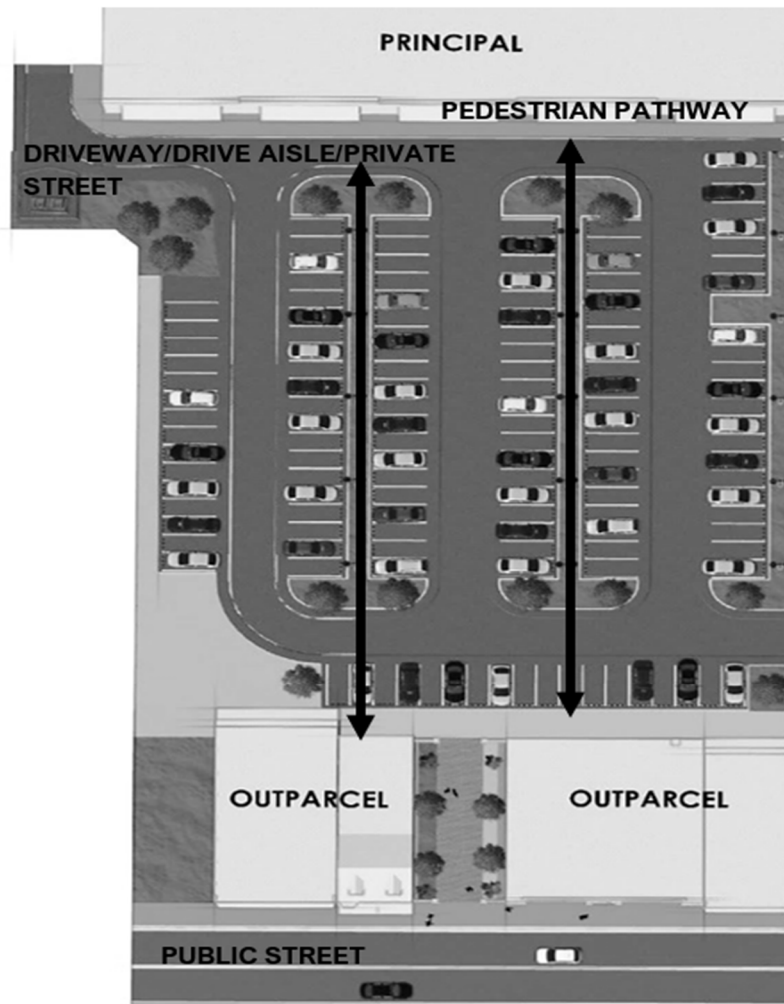 PRINCIPAL
PEDESTRIAN PATHWAY
DRIVEWAY/DRIVE AISLE/PRIVATE
STREET
OUTPARCEL
OUTPARCEL
PUBLIC STREET